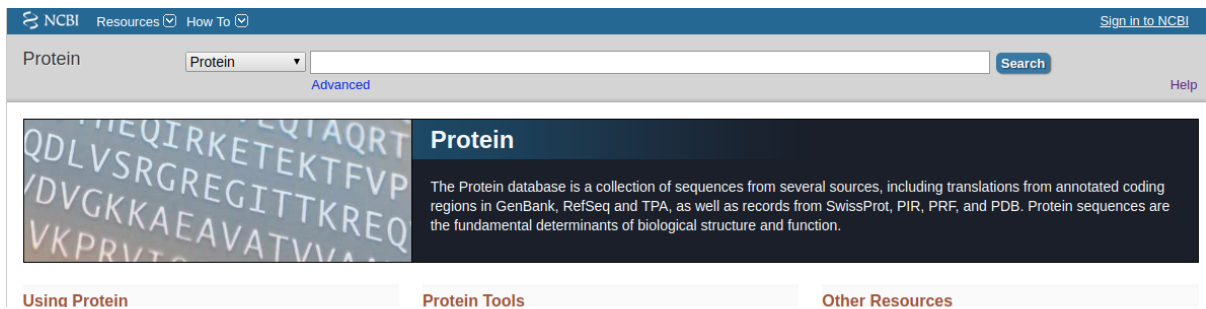 NCBI Resources How To Sign in to NCBI
Protein Protein Search
Advanced Help
QDLVSRGREGITTKREQ
Protein
The Protein database is a collection of sequences from several sources, including translations from annotated coding
regions in GenBank, RefSeq and TPA, as well as records from SwissProt, PIR, PRF, and PDB. Protein sequences are
the fundamental determinants of biological structure and function.
Using Protein Protein Tools Other Resources